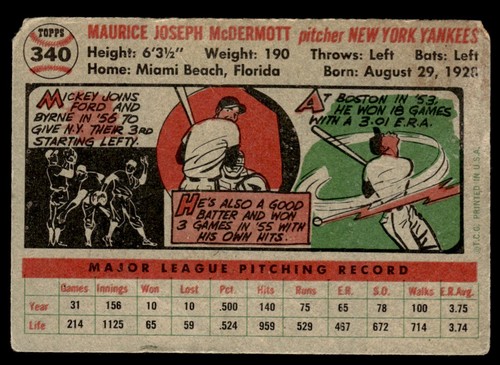 TOPPS
340
MAURICE JOSEPH McDERMOTT pitcher NEW YORK YANKEES
Height: 6'3½" Weight: 190 Throws: Left Bats: Left
Home: Miami Beach, Florida Born: August 29, 1928
MICKEY JOINS
FORD AND
BYRNE IN '56 TO
GIVE N.Y. THEIR 3RD
STARTING LEFTY.
HE'S ALSO A GOOD
BATTER AND WON
3 GAMES IN '55 WITH
HIS OWN HITS.
AT BOSTON IN '53,
HE WON 18 GAMES
WITH A
3.01 E.R.A.
©T.C.G. PRINTED IN U.S.A.
MAJOR LEAGUE PITCHING RECORD
Games Innings Won Lost Pct. Hits Runs E.R. S.O. Walks E.R.Avg.
Year 31 156 10 10 .500 140 75 65 78 100 3.75
Life 214 1125 65 59 .524 959 529 467 672 714 3.74